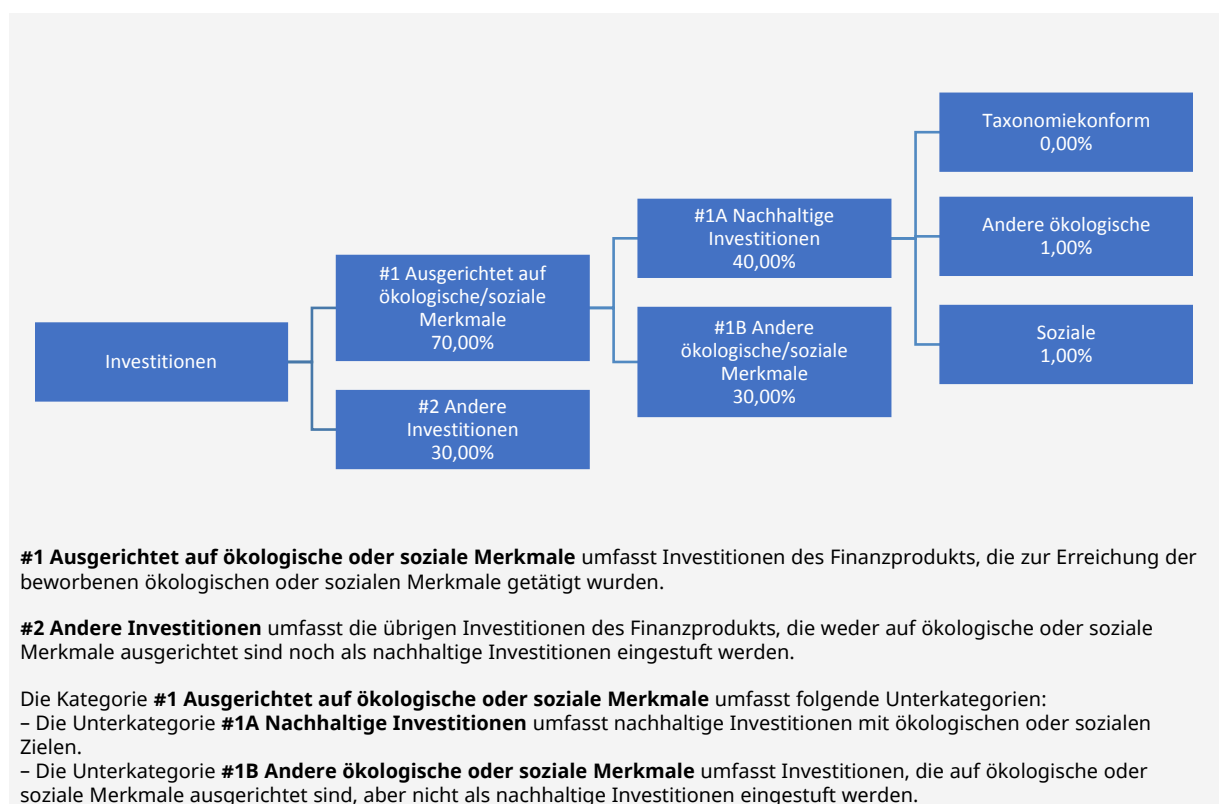 Investitionen
#1 Ausgerichtet auf
ökologische/soziale
Merkmale
70,00%
#2 Andere
Investitionen
30,00%
#1A Nachhaltige
Investitionen
40,00%
#1B Andere
ökologische/soziale
Merkmale
30,00%
Taxonomiekonform
0,00%
Andere ökologische
1,00%
Soziale
1,00%
#1 Ausgerichtet auf ökologische oder soziale Merkmale umfasst Investitionen des Finanzprodukts, die zur Erreichung der
beworbenen ökologischen oder sozialen Merkmale getätigt wurden.
#2 Andere Investitionen umfasst die übrigen Investitionen des Finanzprodukts, die weder auf ökologische oder soziale
Merkmale ausgerichtet sind noch als nachhaltige Investitionen eingestuft werden.
Die Kategorie #1 Ausgerichtet auf ökologische oder soziale Merkmale umfasst folgende Unterkategorien:
– Die Unterkategorie #1A Nachhaltige Investitionen umfasst nachhaltige Investitionen mit ökologischen oder sozialen
Zielen.
– Die Unterkategorie #1B Andere ökologische oder soziale Merkmale umfasst Investitionen, die auf ökologische oder
soziale Merkmale ausgerichtet sind, aber nicht als nachhaltige Investitionen eingestuft werden.